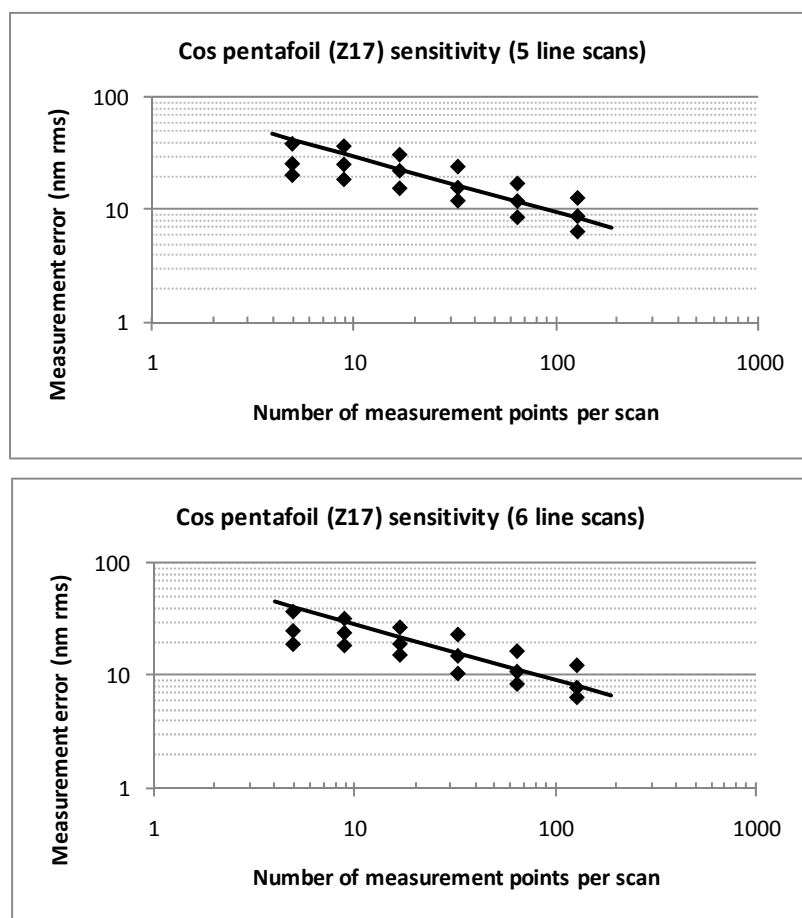 Cos pentafoil (Z17) sensitivity (5 line scans)
Measurement error (nm rms)
100
10
1
1 10 100 1000
Number of measurement points per scan
Cos pentafoil (Z17) sensitivity (6 line scans)
Measurement error (nm rms)
100
10
1
1 10 100 1000
Number of measurement points per scan